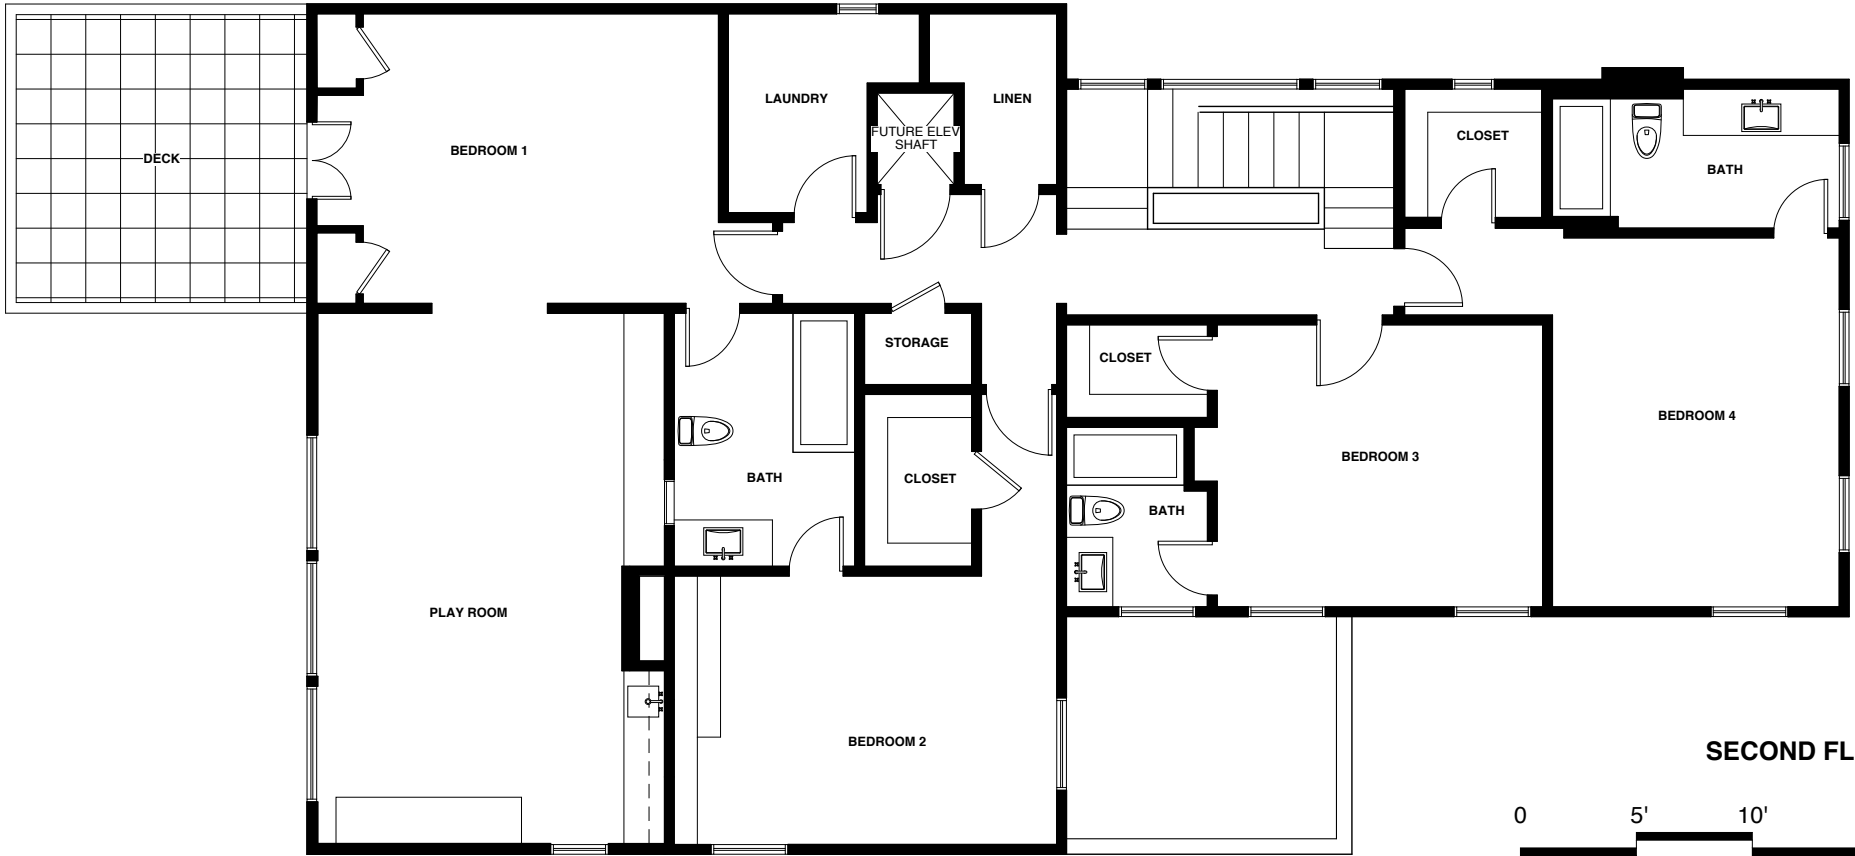 LAUNDRY
LINEN
FUTURE ELEV
SHAFT
CLOSET
DECK
BEDROOM 1
BATH
STORAGE
CLOSET
BEDROOM 4
BEDROOM 3
BATH
CLOSET
BATH
PLAY ROOM
BEDROOM 2
SECOND FL
0 5' 10'